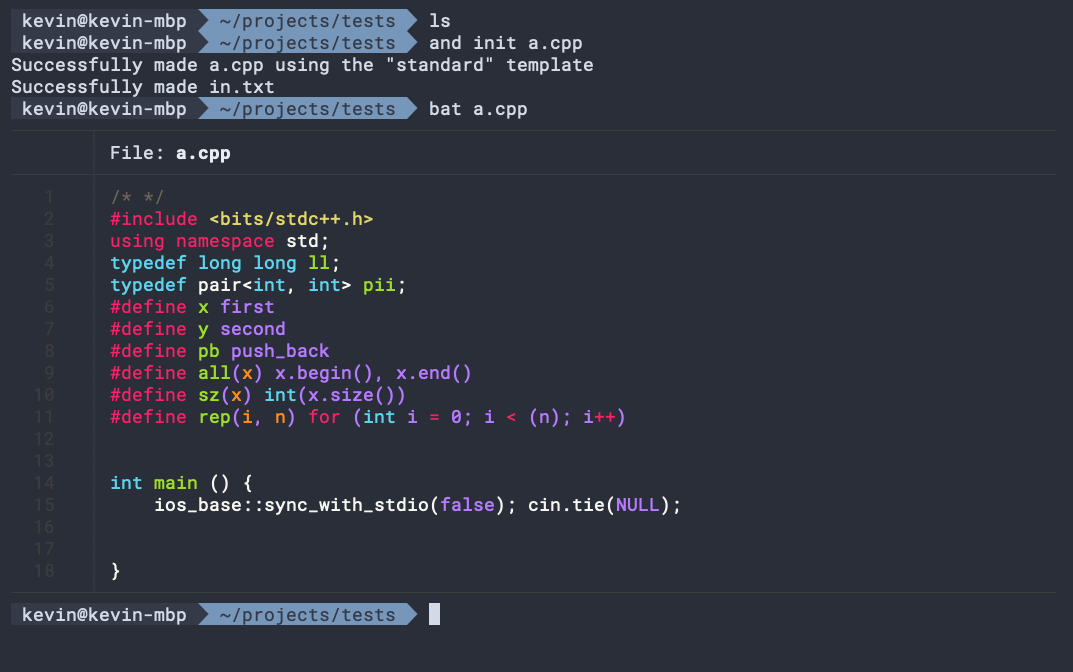 kevin@kevin-mbp ~/projects/tests ls
kevin@kevin-mbp ~/projects/tests and init a.cpp
Successfully made a.cpp using the "standard" template
Successfully made in.txt
kevin@kevin-mbp ~/projects/tests bat a.cpp
File: a.cpp
1 /* */
2 #include <bits/stdc++.h>
3 using namespace std;
4 typedef long long ll;
5 typedef pair<int, int> pii;
6 #define x first
7 #define y second
8 #define pb push_back
9 #define all(x) x.begin(), x.end()
10 #define sz(x) int(x.size())
11 #define rep(i, n) for (int i = 0; i < (n); i++)
12
13
14 int main () {
15     ios_base::sync_with_stdio(false); cin.tie(NULL);
16
17
18 }
kevin@kevin-mbp ~/projects/tests